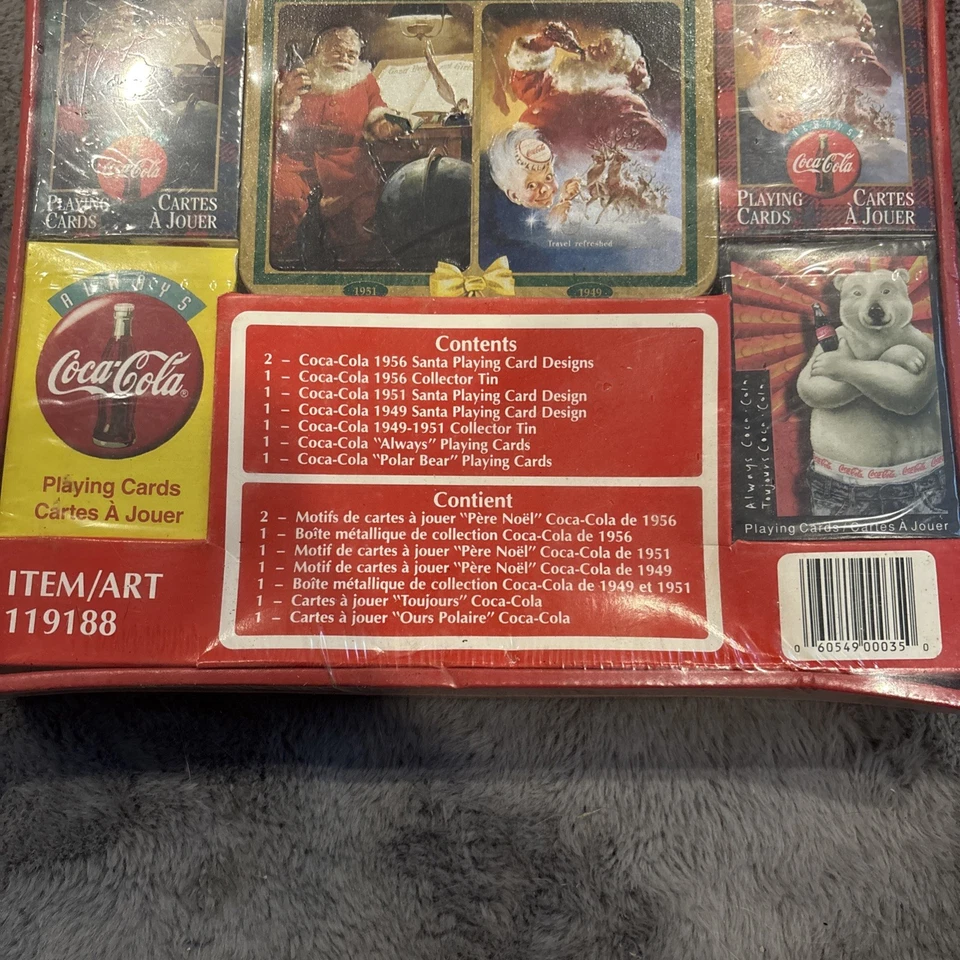 Coca-Cola
PLAYING CARDS
CARTES À JOUER
Travel refreshed
1951
1949
ALWAYS
Coca-Cola
PLAYING CARDS
CARTES À JOUER
ALWAYS
Coca-Cola®
Playing Cards
Cartes À Jouer
Contents
2 – Coca-Cola 1956 Santa Playing Card Designs
1 – Coca-Cola 1956 Collector Tin
1 – Coca-Cola 1951 Santa Playing Card Design
1 – Coca-Cola 1949 Santa Playing Card Design
1 – Coca-Cola 1949-1951 Collector Tin
1 – Coca-Cola "Always" Playing Cards
1 – Coca-Cola "Polar Bear" Playing Cards
Contient
2 – Motifs de cartes à jouer "Père Noël" Coca-Cola de 1956
1 – Boîte métallique de collection Coca-Cola de 1956
1 – Motif de cartes à jouer "Père Noël" Coca-Cola de 1951
1 – Motif de cartes à jouer "Père Noël" Coca-Cola de 1949
1 – Boîte métallique de collection Coca-Cola de 1949 et 1951
1 – Cartes à jouer "Toujours" Coca-Cola
1 – Cartes à jouer "Ours Polaire" Coca-Cola
Always Coca-Cola.
Toujours Coca-Cola.
Coca-Cola Coca-Cola Coca-Cola
Playing Cards / Cartes À Jouer
ITEM/ART
119188
0 60549 00035 0